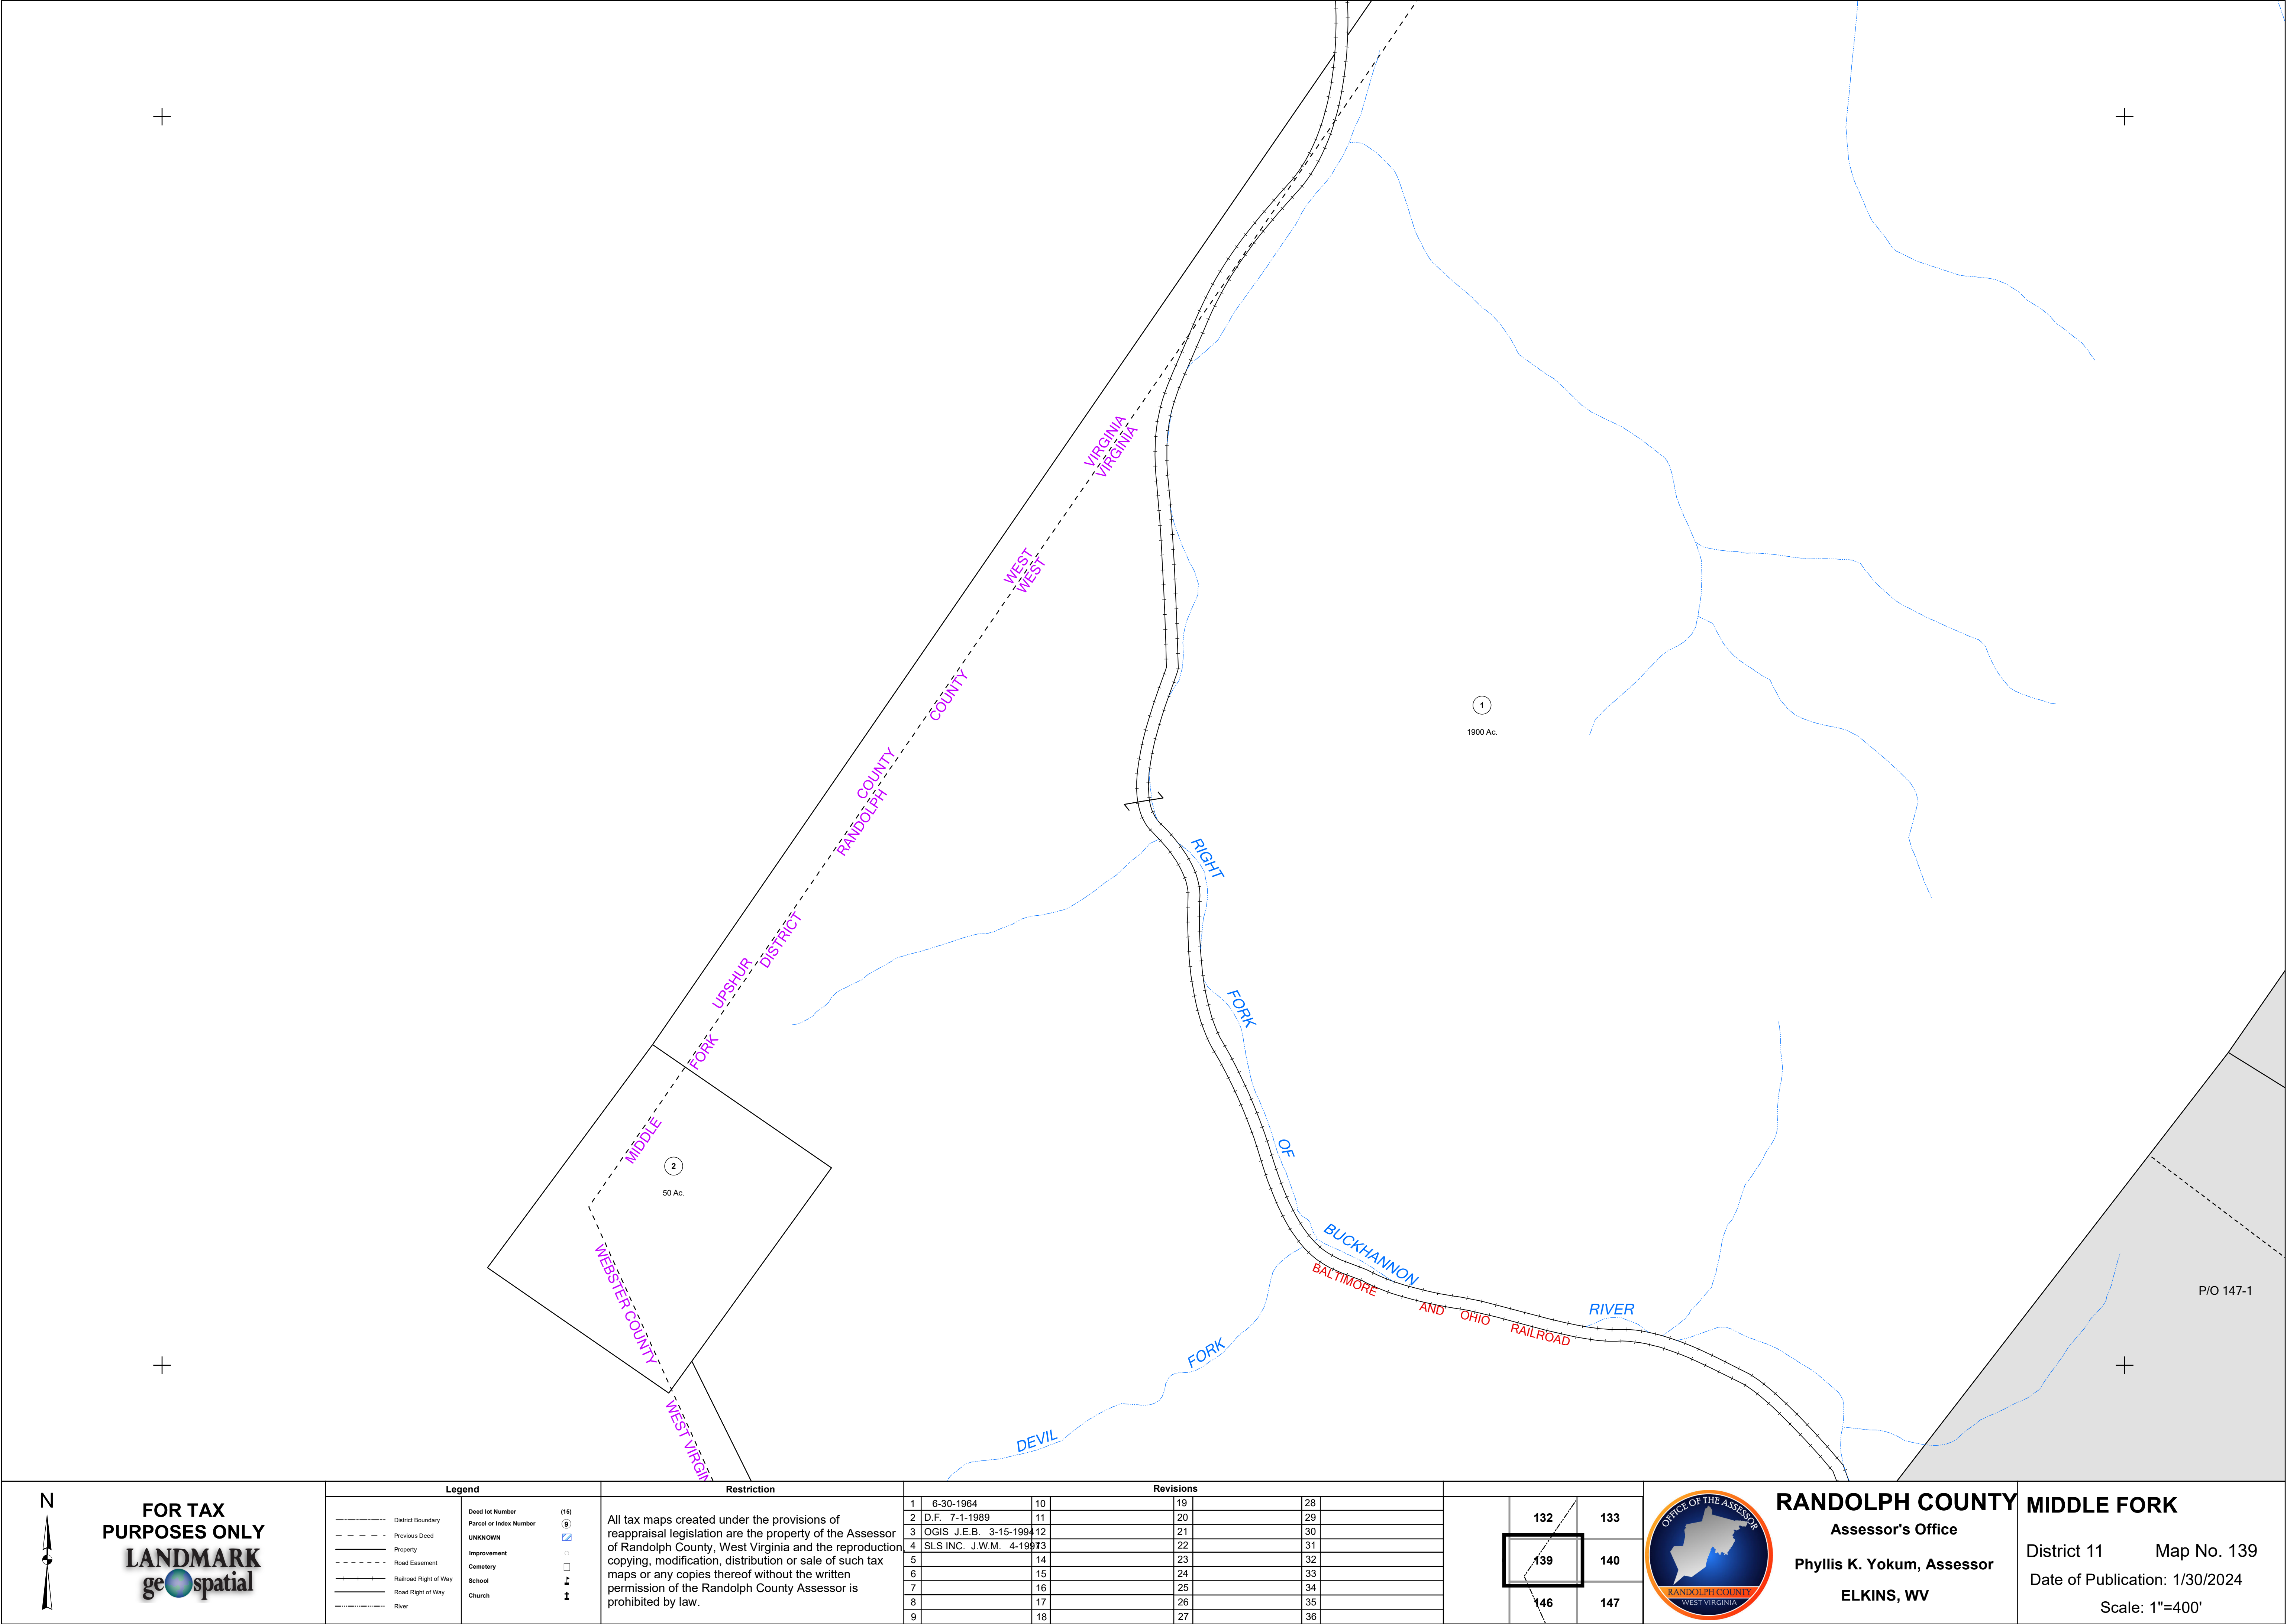 VIRGINIA
VIRGINIA
WEST
WEST
COUNTY
COUNTY
RANDOLPH
DISTRICT
UPSHUR
FORK
MIDDLE
1
1900 Ac.
2
50 Ac.
WEBSTER COUNTY
WEST VIRGIN
RIGHT
FORK
OF
BUCKHANNON
RIVER
BALTIMORE AND OHIO RAILROAD
FORK
DEVIL
P/O 147-1
N
FOR TAX
PURPOSES ONLY
LANDMARK
geospatial
Legend
District Boundary
Previous Deed
Property
Road Easement
Railroad Right of Way
Road Right of Way
River
Deed lot Number (15)
Parcel or Index Number 9
UNKNOWN
Improvement
Cemetery
School
Church
Restriction
All tax maps created under the provisions of
reappraisal legislation are the property of the Assessor
of Randolph County, West Virginia and the reproduction,
copying, modification, distribution or sale of such tax
maps or any copies thereof without the written
permission of the Randolph County Assessor is
prohibited by law.
Revisions
1 6-30-1964 10 19 28
2 D.F. 7-1-1989 11 20 29
3 OGIS J.E.B. 3-15-1994 12 21 30
4 SLS INC. J.W.M. 4-1997 13 22 31
5 14 23 32
6 15 24 33
7 16 25 34
8 17 26 35
9 18 27 36
132 133
139 140
146 147
OFFICE OF THE ASSESSOR
RANDOLPH COUNTY
WEST VIRGINIA
RANDOLPH COUNTY
Assessor's Office
Phyllis K. Yokum, Assessor
ELKINS, WV
MIDDLE FORK
District 11 Map No. 139
Date of Publication: 1/30/2024
Scale: 1"=400'